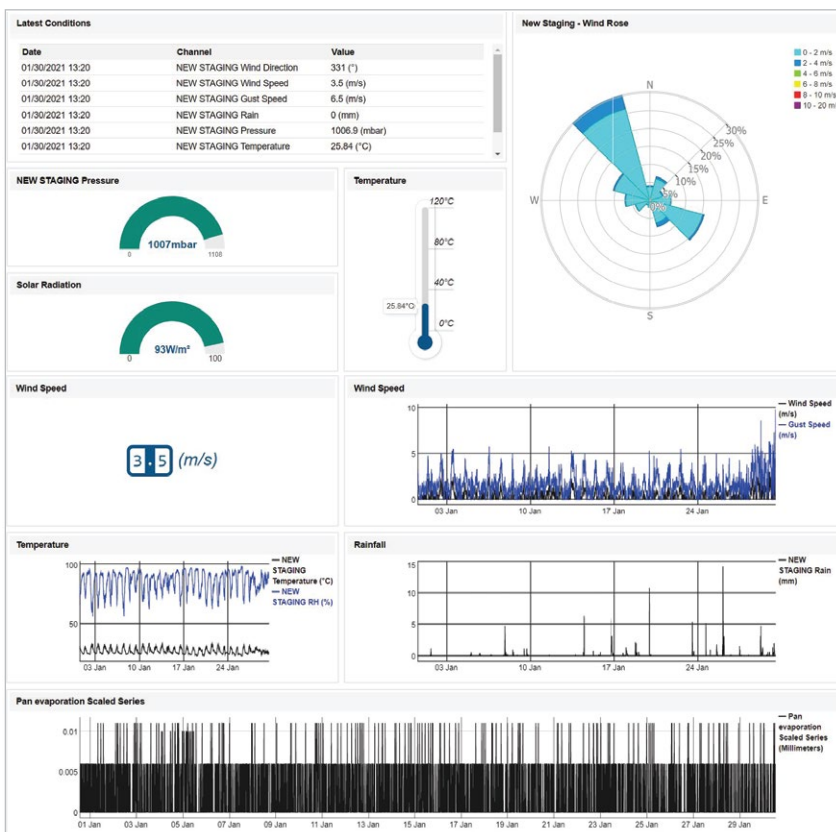 Latest Conditions
Date Channel Value
01/30/2021 13:20 NEW STAGING Wind Direction 331 (°)
01/30/2021 13:20 NEW STAGING Wind Speed 3.5 (m/s)
01/30/2021 13:20 NEW STAGING Gust Speed 6.5 (m/s)
01/30/2021 13:20 NEW STAGING Rain 0 (mm)
01/30/2021 13:20 NEW STAGING Pressure 1006.9 (mbar)
01/30/2021 13:20 NEW STAGING Temperature 25.84 (°C)
New Staging - Wind Rose
0 - 2 m/s
2 - 4 m/s
4 - 6 m/s
6 - 8 m/s
8 - 10 m/s
10 - 20 m/
N
30%
25%
20%
15%
10%
W
E
S
NEW STAGING Pressure
1007mbar
0 1108
Temperature
120°C
80°C
40°C
25.84°C
0°C
Solar Radiation
93W/m²
0 100
Wind Speed
3.5 (m/s)
Wind Speed
10
5
0
03 Jan 10 Jan 17 Jan 24 Jan
Wind Speed
(m/s)
Gust Speed
(m/s)
Temperature
100
50
03 Jan 10 Jan 17 Jan 24 Jan
NEW
STAGING
Temperature (°C)
NEW
STAGING RH (%)
Rainfall
15
10
5
0
03 Jan 10 Jan 17 Jan 24 Jan
NEW
STAGING Rain
(mm)
Pan evaporation Scaled Series
0.01
0.005
0
01 Jan 03 Jan 05 Jan 07 Jan 09 Jan 11 Jan 13 Jan 15 Jan 17 Jan 19 Jan 21 Jan 23 Jan 25 Jan 27 Jan 29 Jan
Pan
evaporation
Scaled Series
(Millimeters)